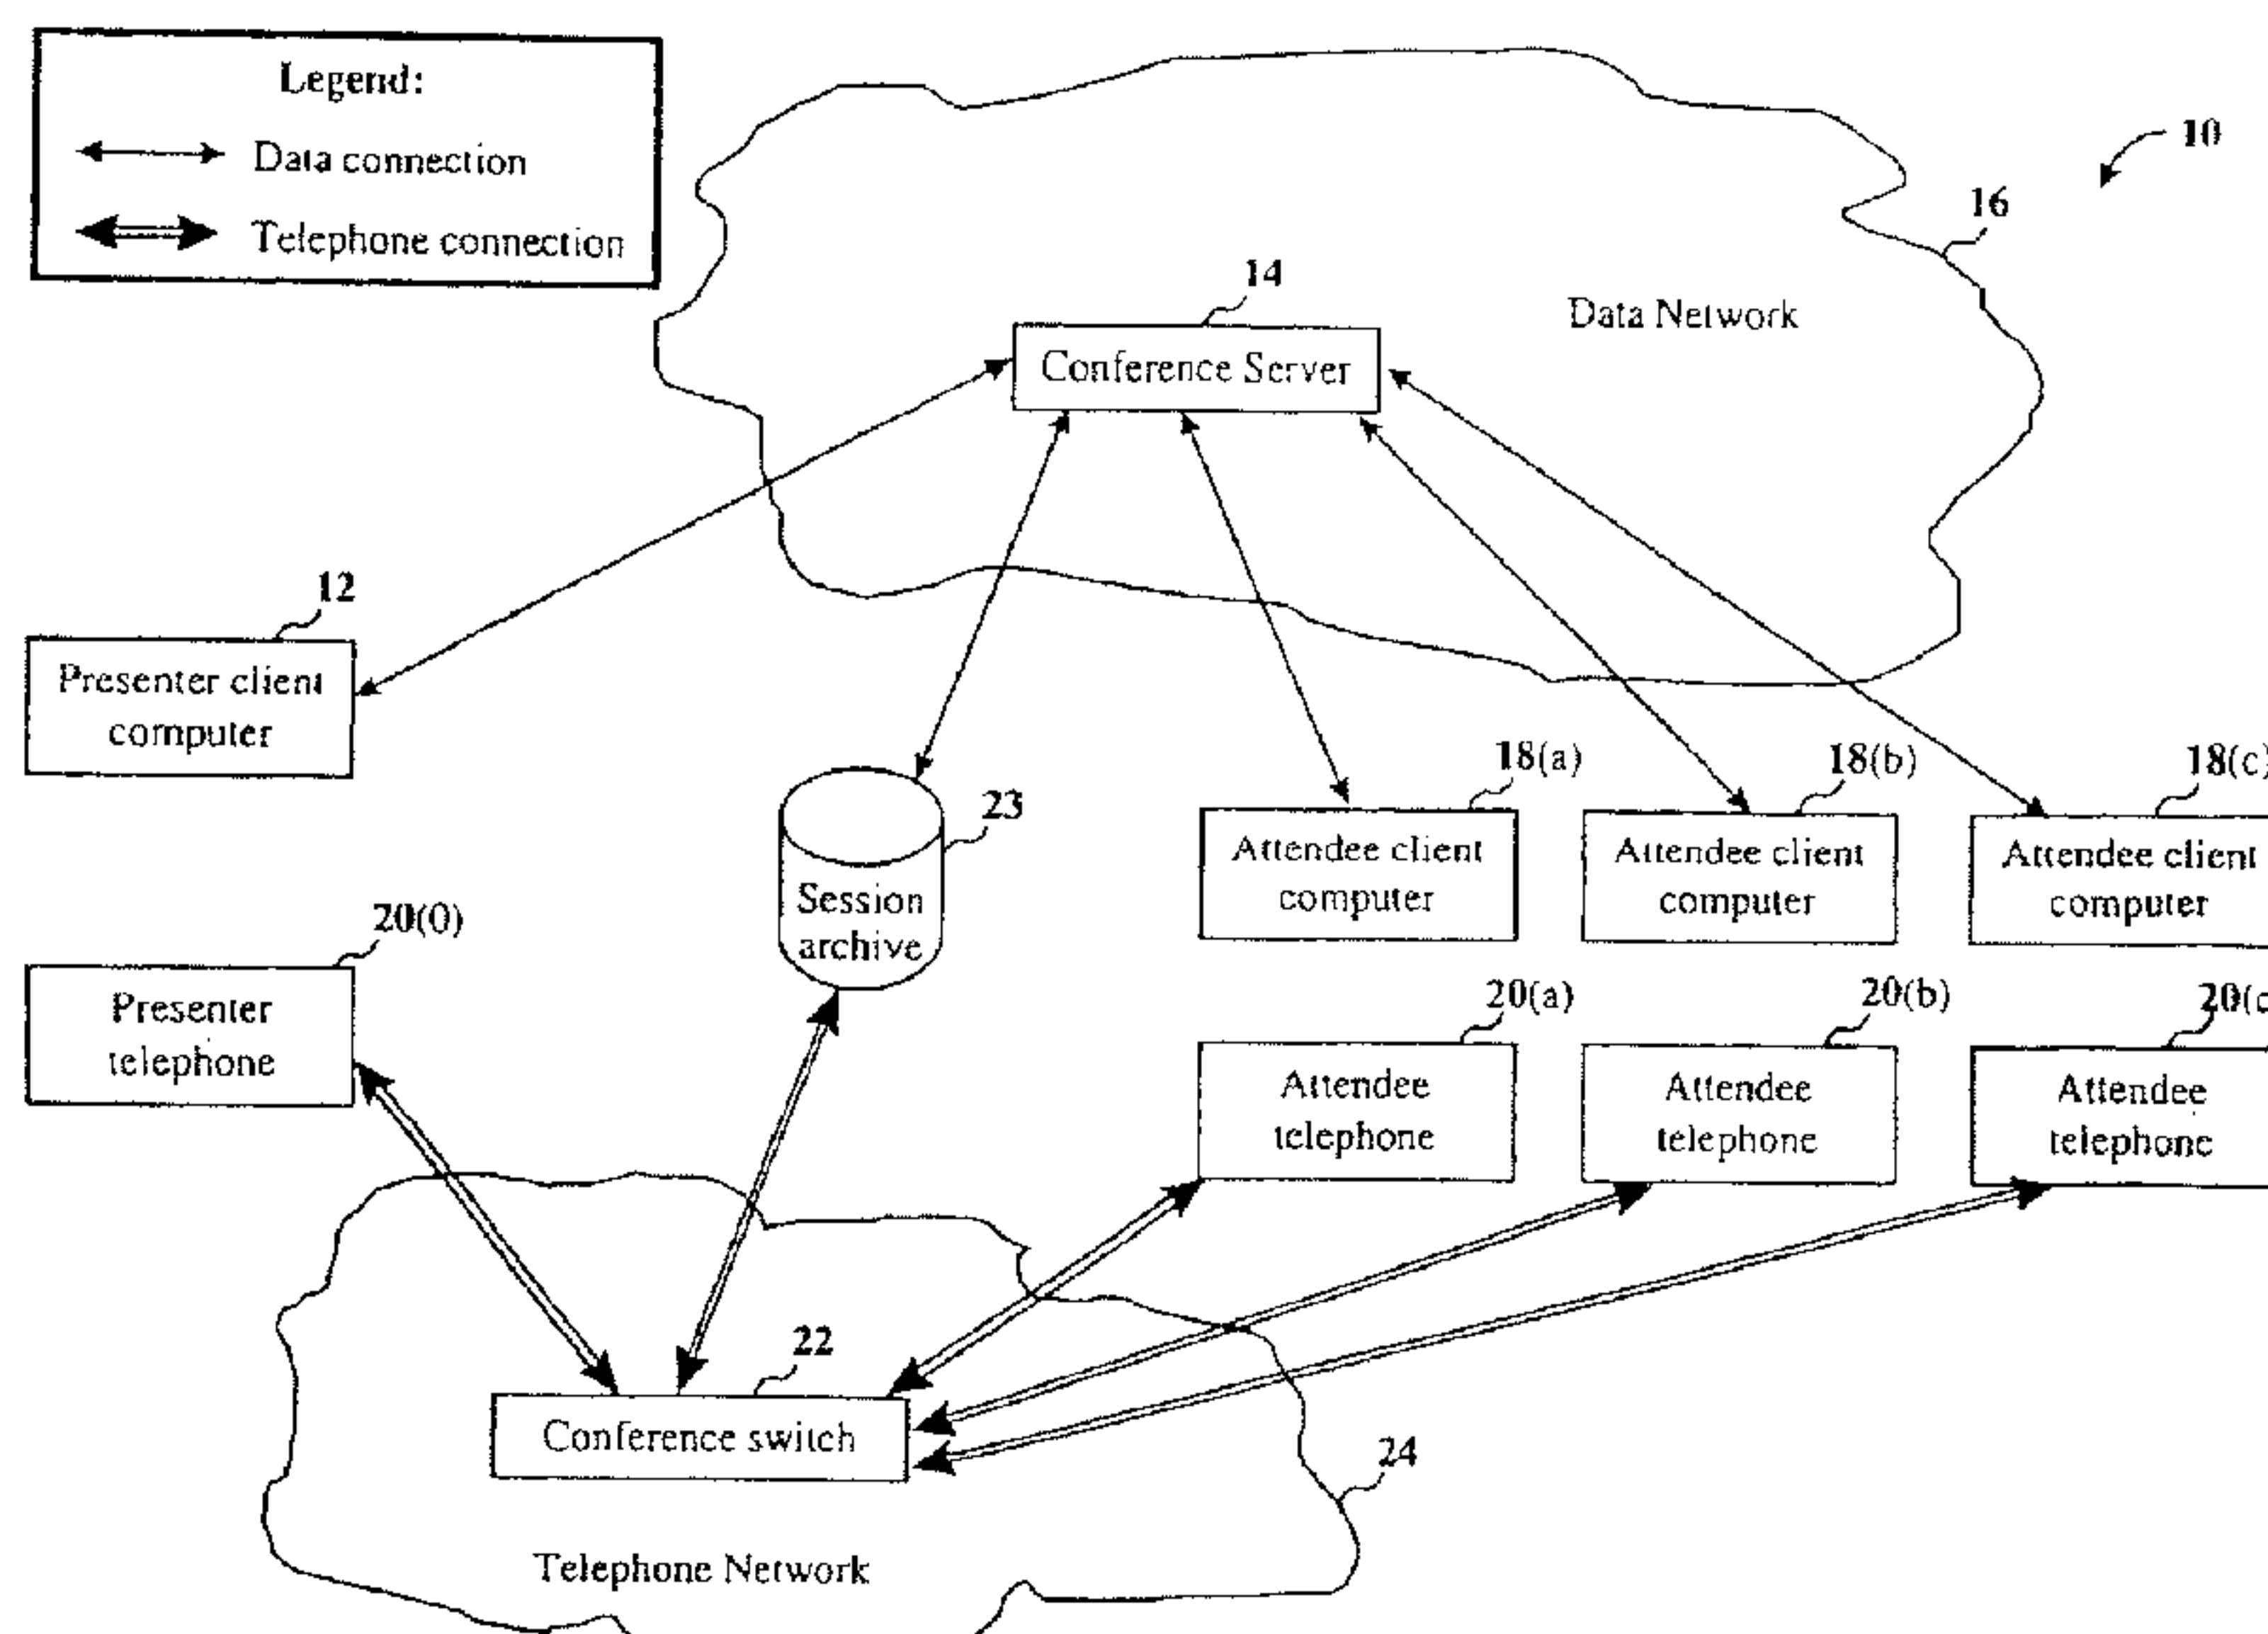 Legend:
Data connection
Telephone connection
10
16
14
Data Network
Conference Server
12
Presenter client
computer
18(a)
18(b)
18(c)
23
Attendee client
computer
Attendee client
computer
Attendee client
computer
Session
archive
20(0)
Presenter
telephone
20(a)
20(b)
20(c
Attendee
telephone
Attendee
telephone
Attendee
telephone
22
Conference switch
24
Telephone Network